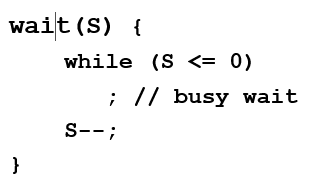 wait(S) {
while (S <= 0)
; // busy wait
S--;
}